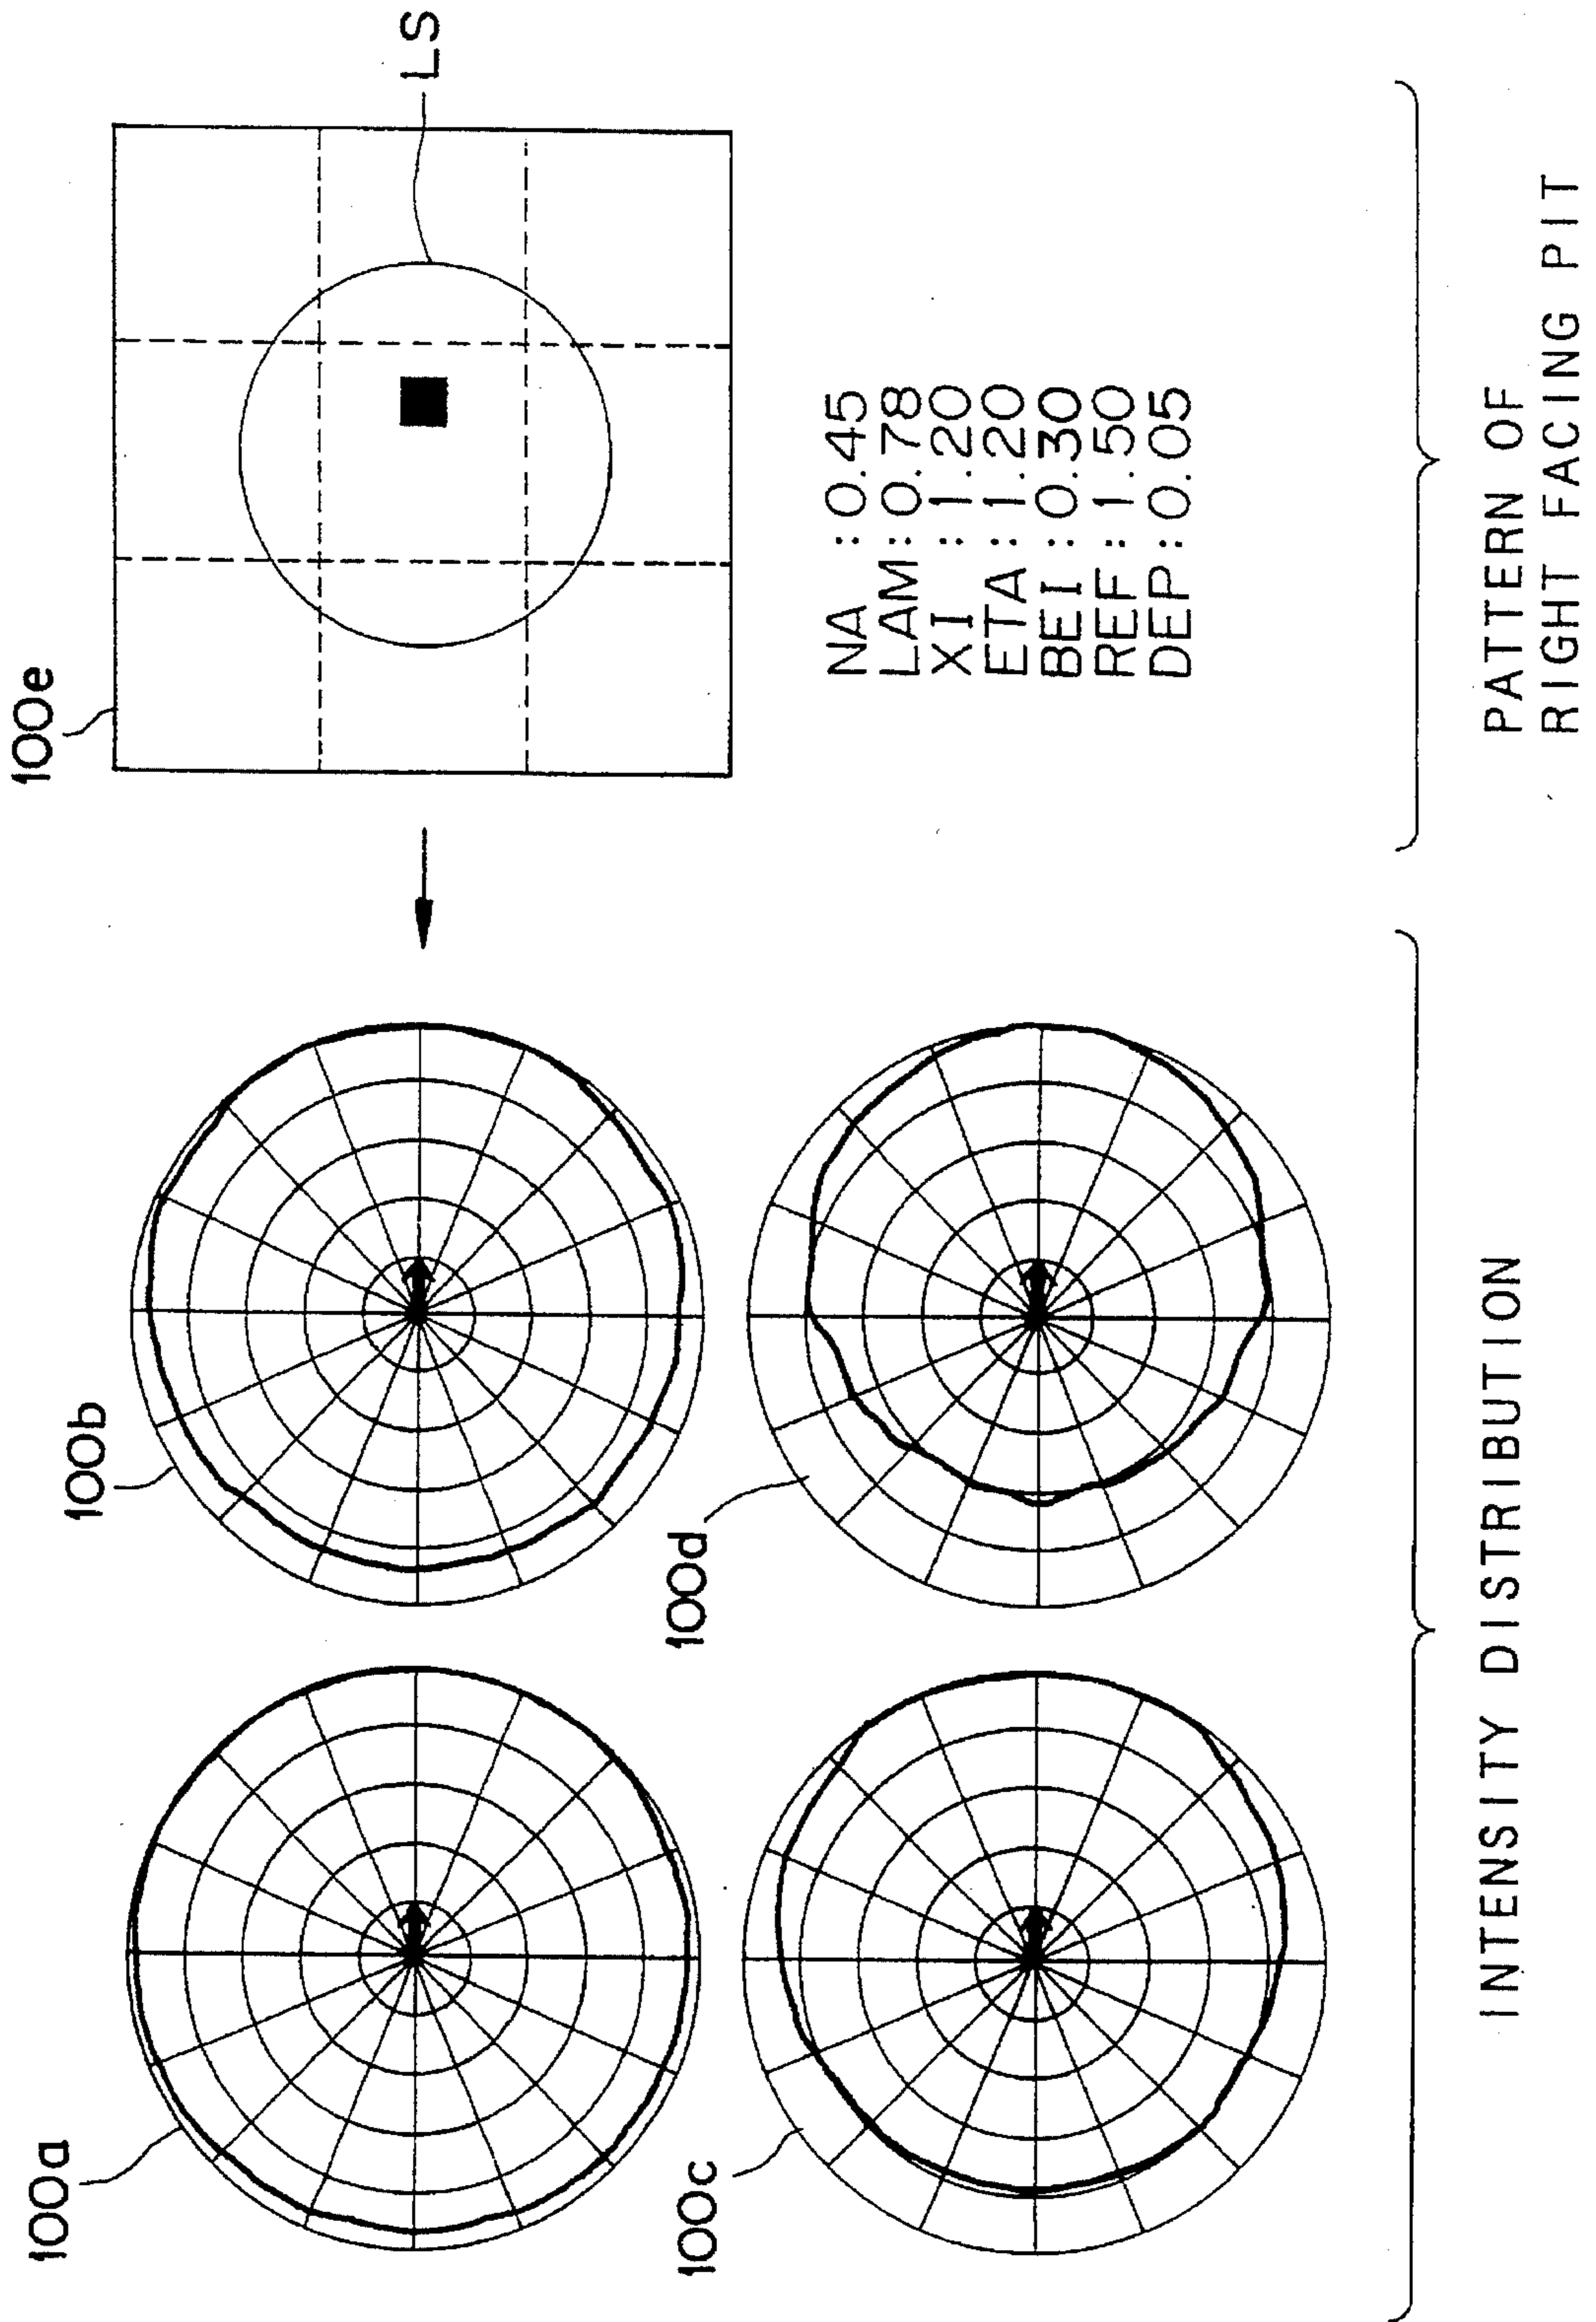 100a
100b
100c
100d
100e
LS
NA : 0.45
LAM : 0.78
XI : 1.20
ETA : 1.20
BEI : 0.30
REF : 1.50
DEP : 0.05
INTENSITY DISTRIBUTION
PATTERN OF
RIGHT FACING PIT